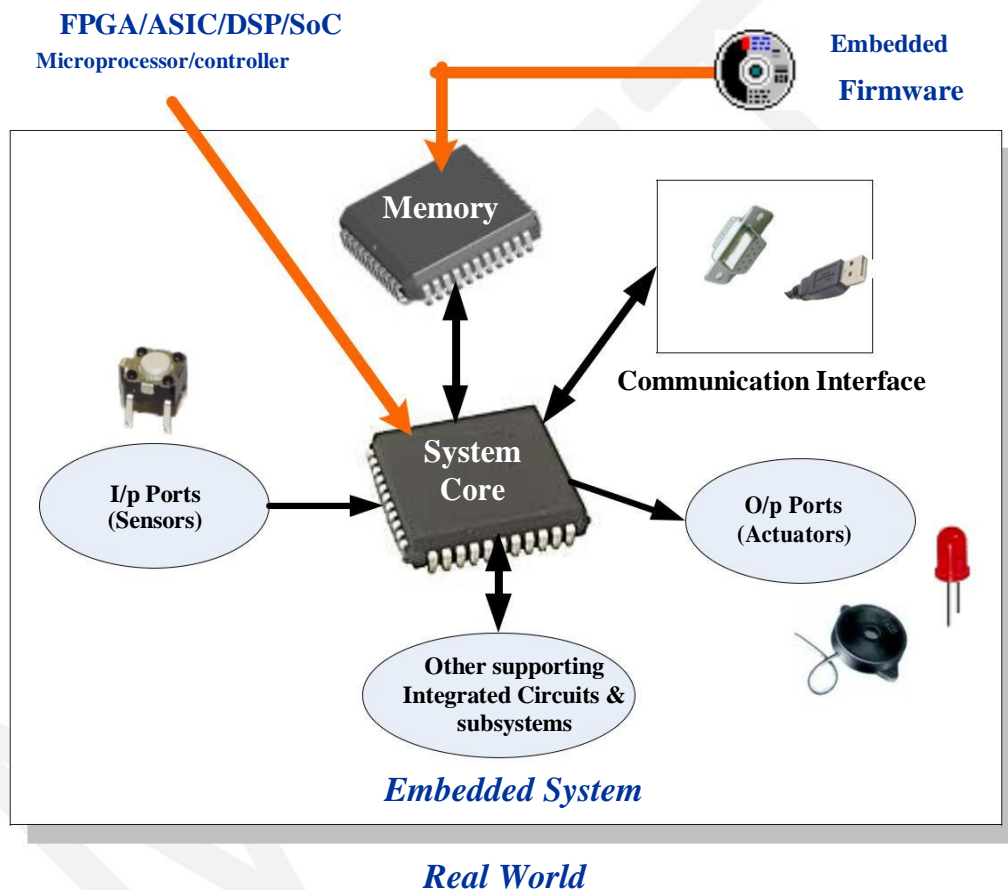 FPGA/ASIC/DSP/SoC
Microprocessor/controller
Embedded
Firmware
Memory
Communication Interface
System
Core
I/p Ports
(Sensors)
O/p Ports
(Actuators)
Other supporting
Integrated Circuits &
subsystems
Embedded System
Real World